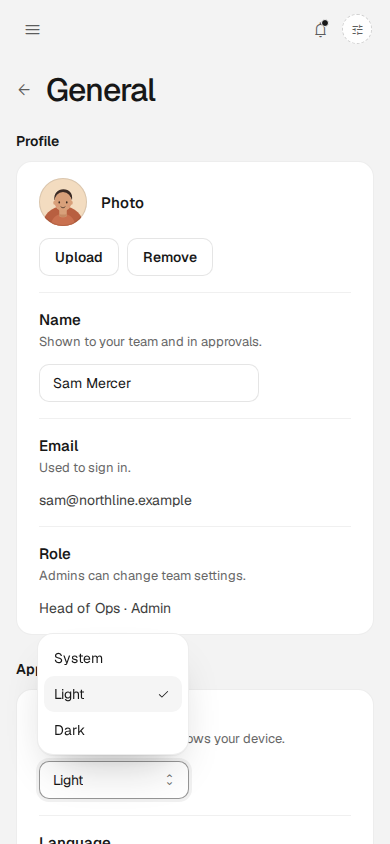 General
Profile
Photo
Upload
Remove
Name
Shown to your team and in approvals.
Sam Mercer
Email
Used to sign in.
sam@northline.example
Role
Admins can change team settings.
Head of Ops · Admin
System
Light
Dark
your device.
Light
Language